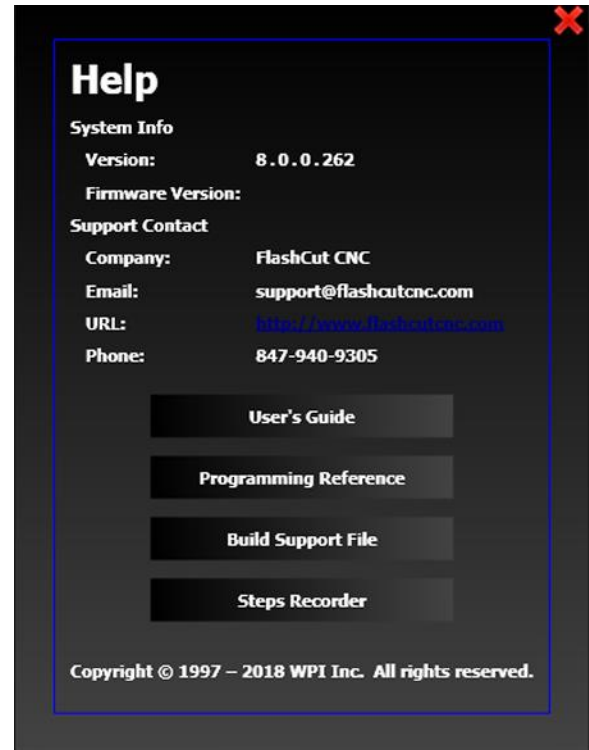 Help
System Info
Version: 8.0.0.262
Firmware Version:
Support Contact
Company: FlashCut CNC
Email: support@flashcutcnc.com
URL: http://www.flashcutcnc.com
Phone: 847-940-9305
User's Guide
Programming Reference
Build Support File
Steps Recorder
Copyright © 1997 – 2018 WPI Inc. All rights reserved.